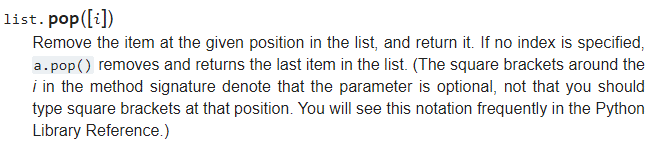 list.pop([i])
Remove the item at the given position in the list, and return it. If no index is specified,
a.pop() removes and returns the last item in the list. (The square brackets around the
i in the method signature denote that the parameter is optional, not that you should
type square brackets at that position. You will see this notation frequently in the Python
Library Reference.)